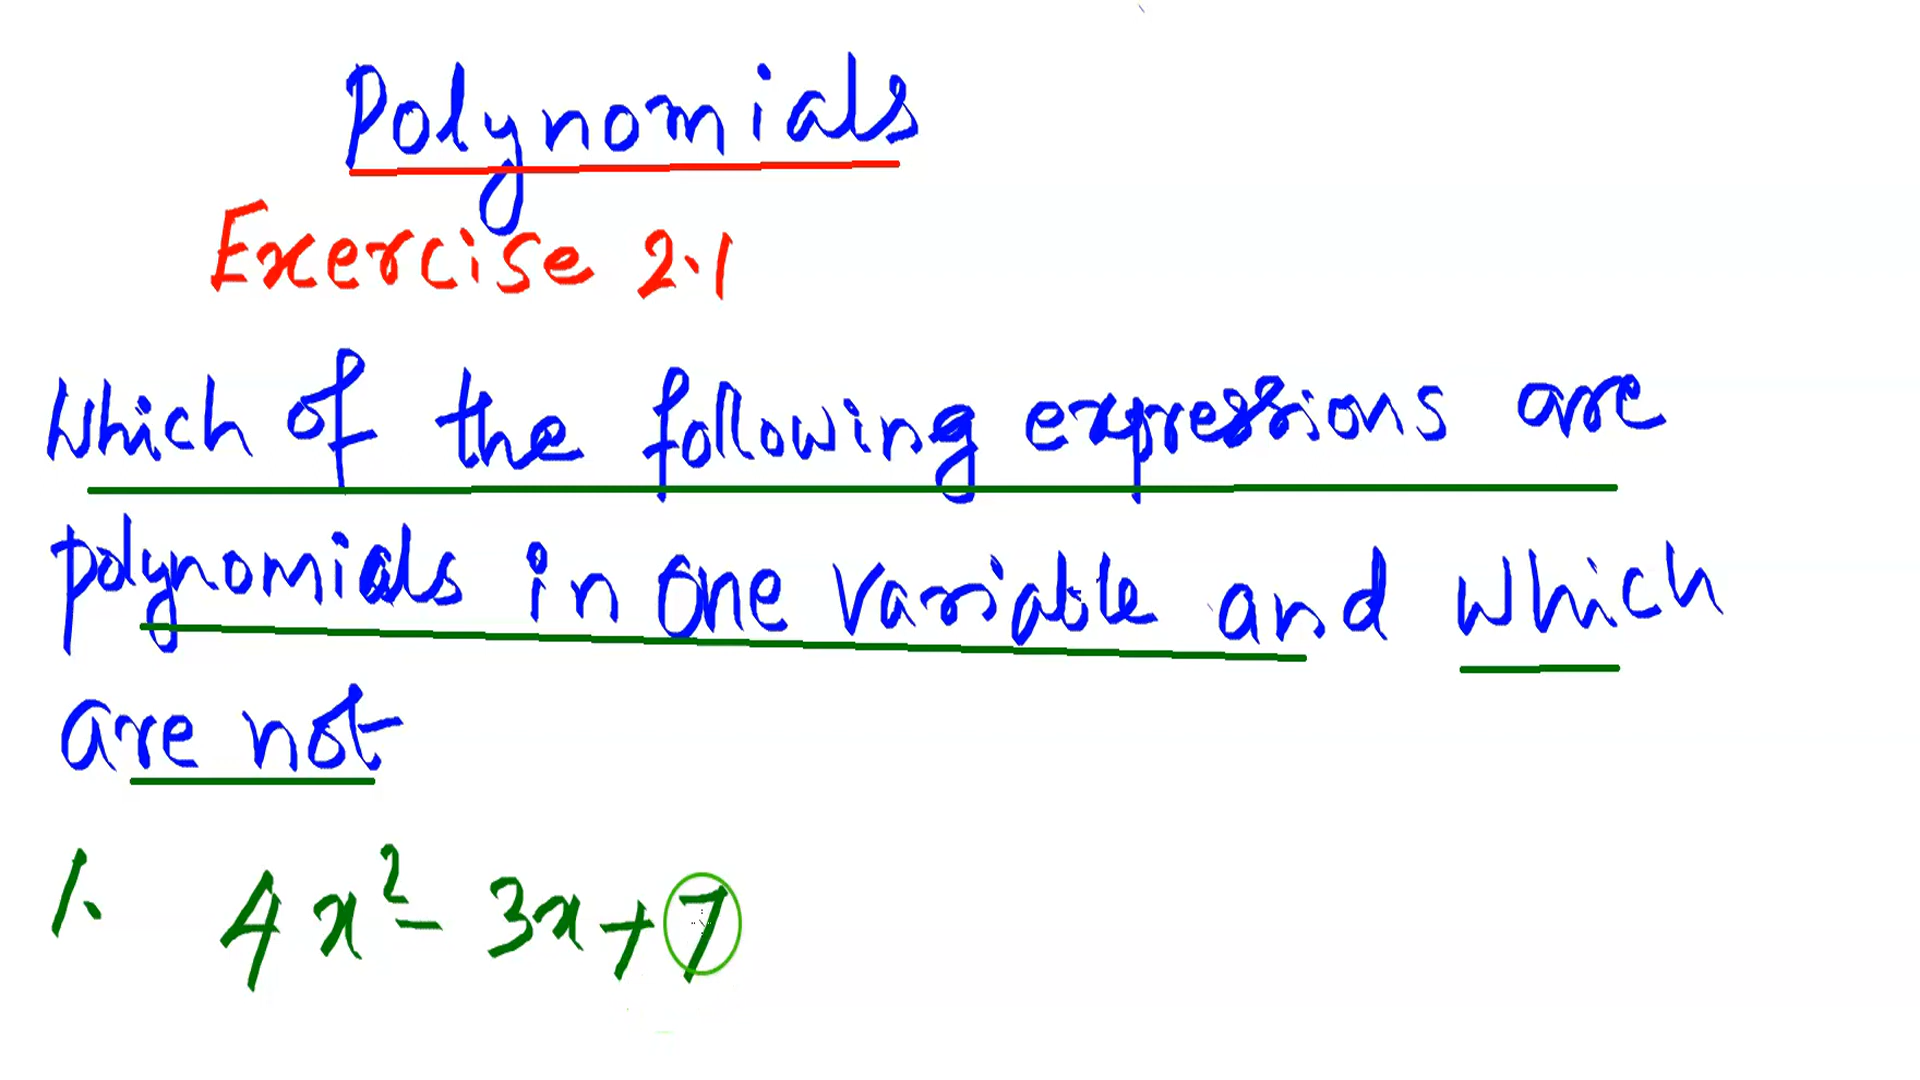 Polynomials
Exercise 2.1
Which of the following expressions are
polynomials in one variable and which
are not
1. 4x² - 3x + 7